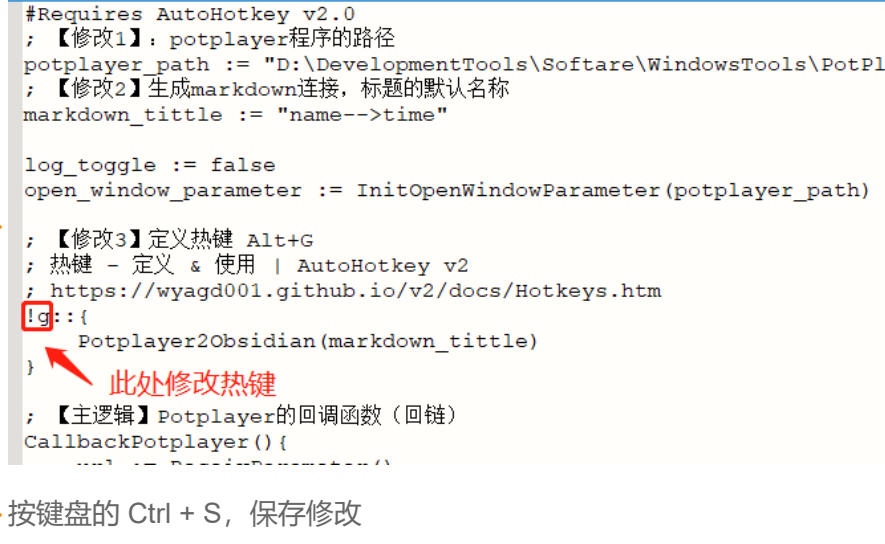 #Requires AutoHotkey v2.0
; 【修改1】：potplayer程序的路径
potplayer_path := "D:\DevelopmentTools\Softare\WindowsTools\PotPl
; 【修改2】生成markdown连接，标题的默认名称
markdown_tittle := "name-->time"
log_toggle := false
open_window_parameter := InitOpenWindowParameter(potplayer_path)
; 【修改3】定义热键 Alt+G
; 热键 - 定义 & 使用 | AutoHotkey v2
; https://wyagd001.github.io/v2/docs/Hotkeys.htm
!g::{
Potplayer2Obsidian(markdown_tittle)
}
此处修改热键
; 【主逻辑】Potplayer的回调函数（回链）
CallbackPotplayer(){
按键盘的 Ctrl + S，保存修改